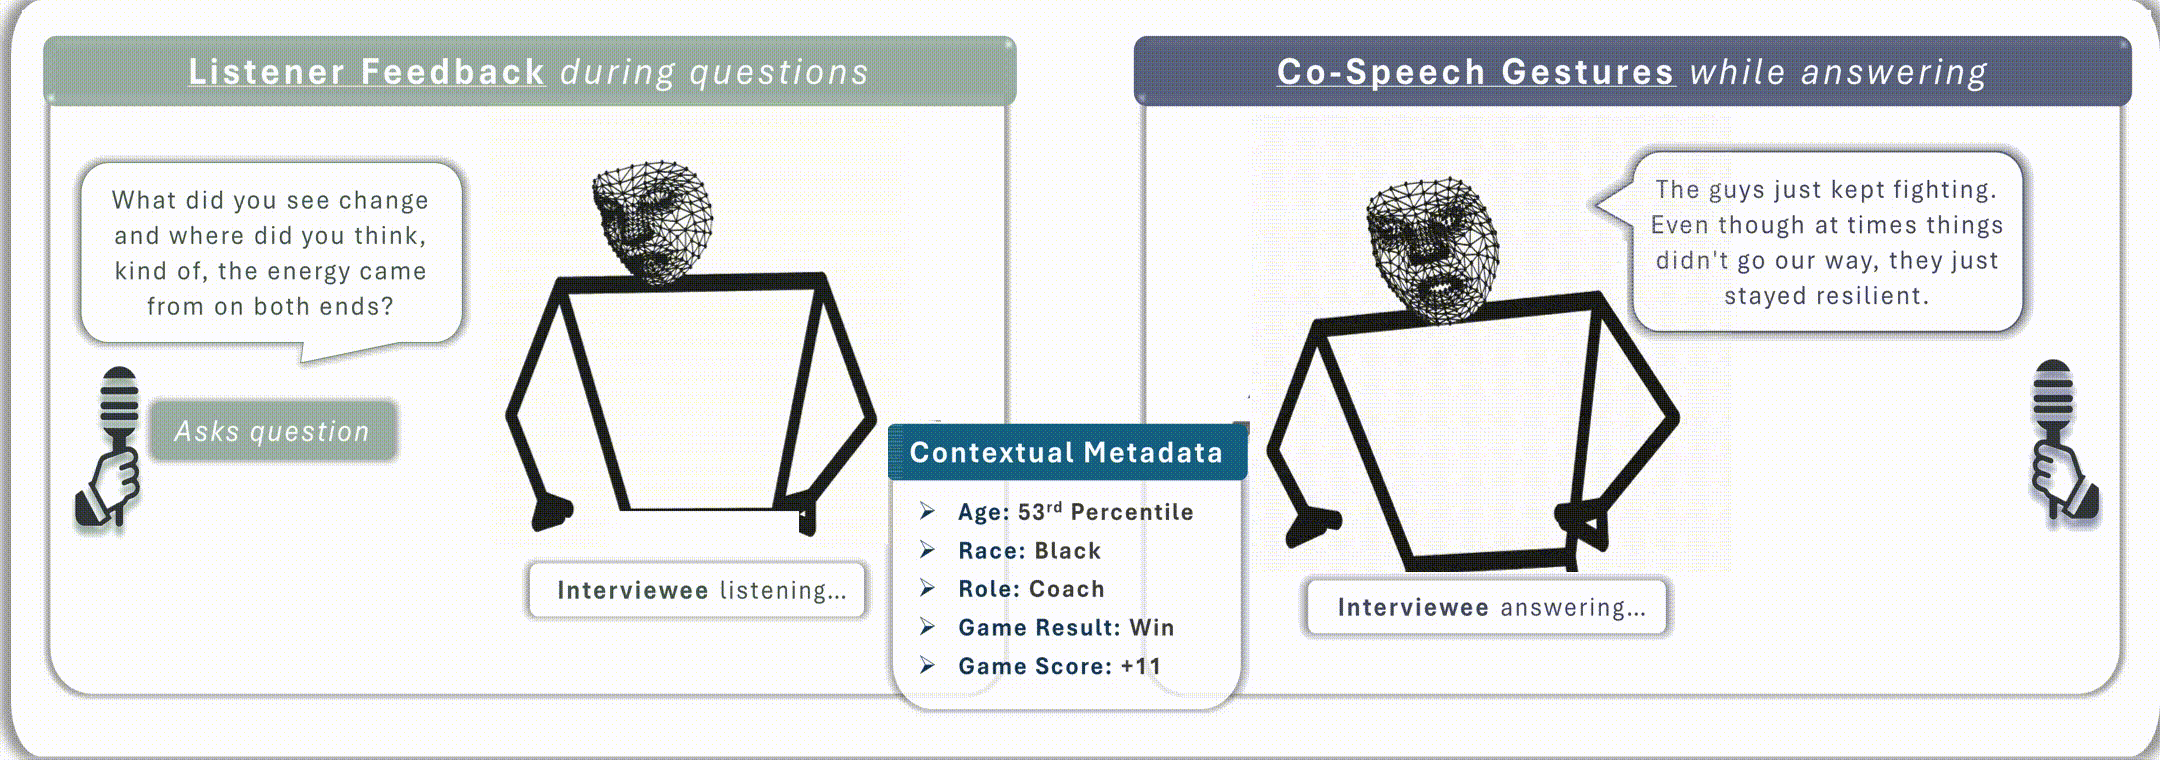 Listener Feedback during questions
What did you see change
and where did you think,
kind of, the energy came
from on both ends?
Asks question
Interviewee listening...
Contextual Metadata
➢ Age: 53rd Percentile
➢ Race: Black
➢ Role: Coach
➢ Game Result: Win
➢ Game Score: +11
Co-Speech Gestures while answering
The guys just kept fighting.
Even though at times things
didn't go our way, they just
stayed resilient.
Interviewee answering...